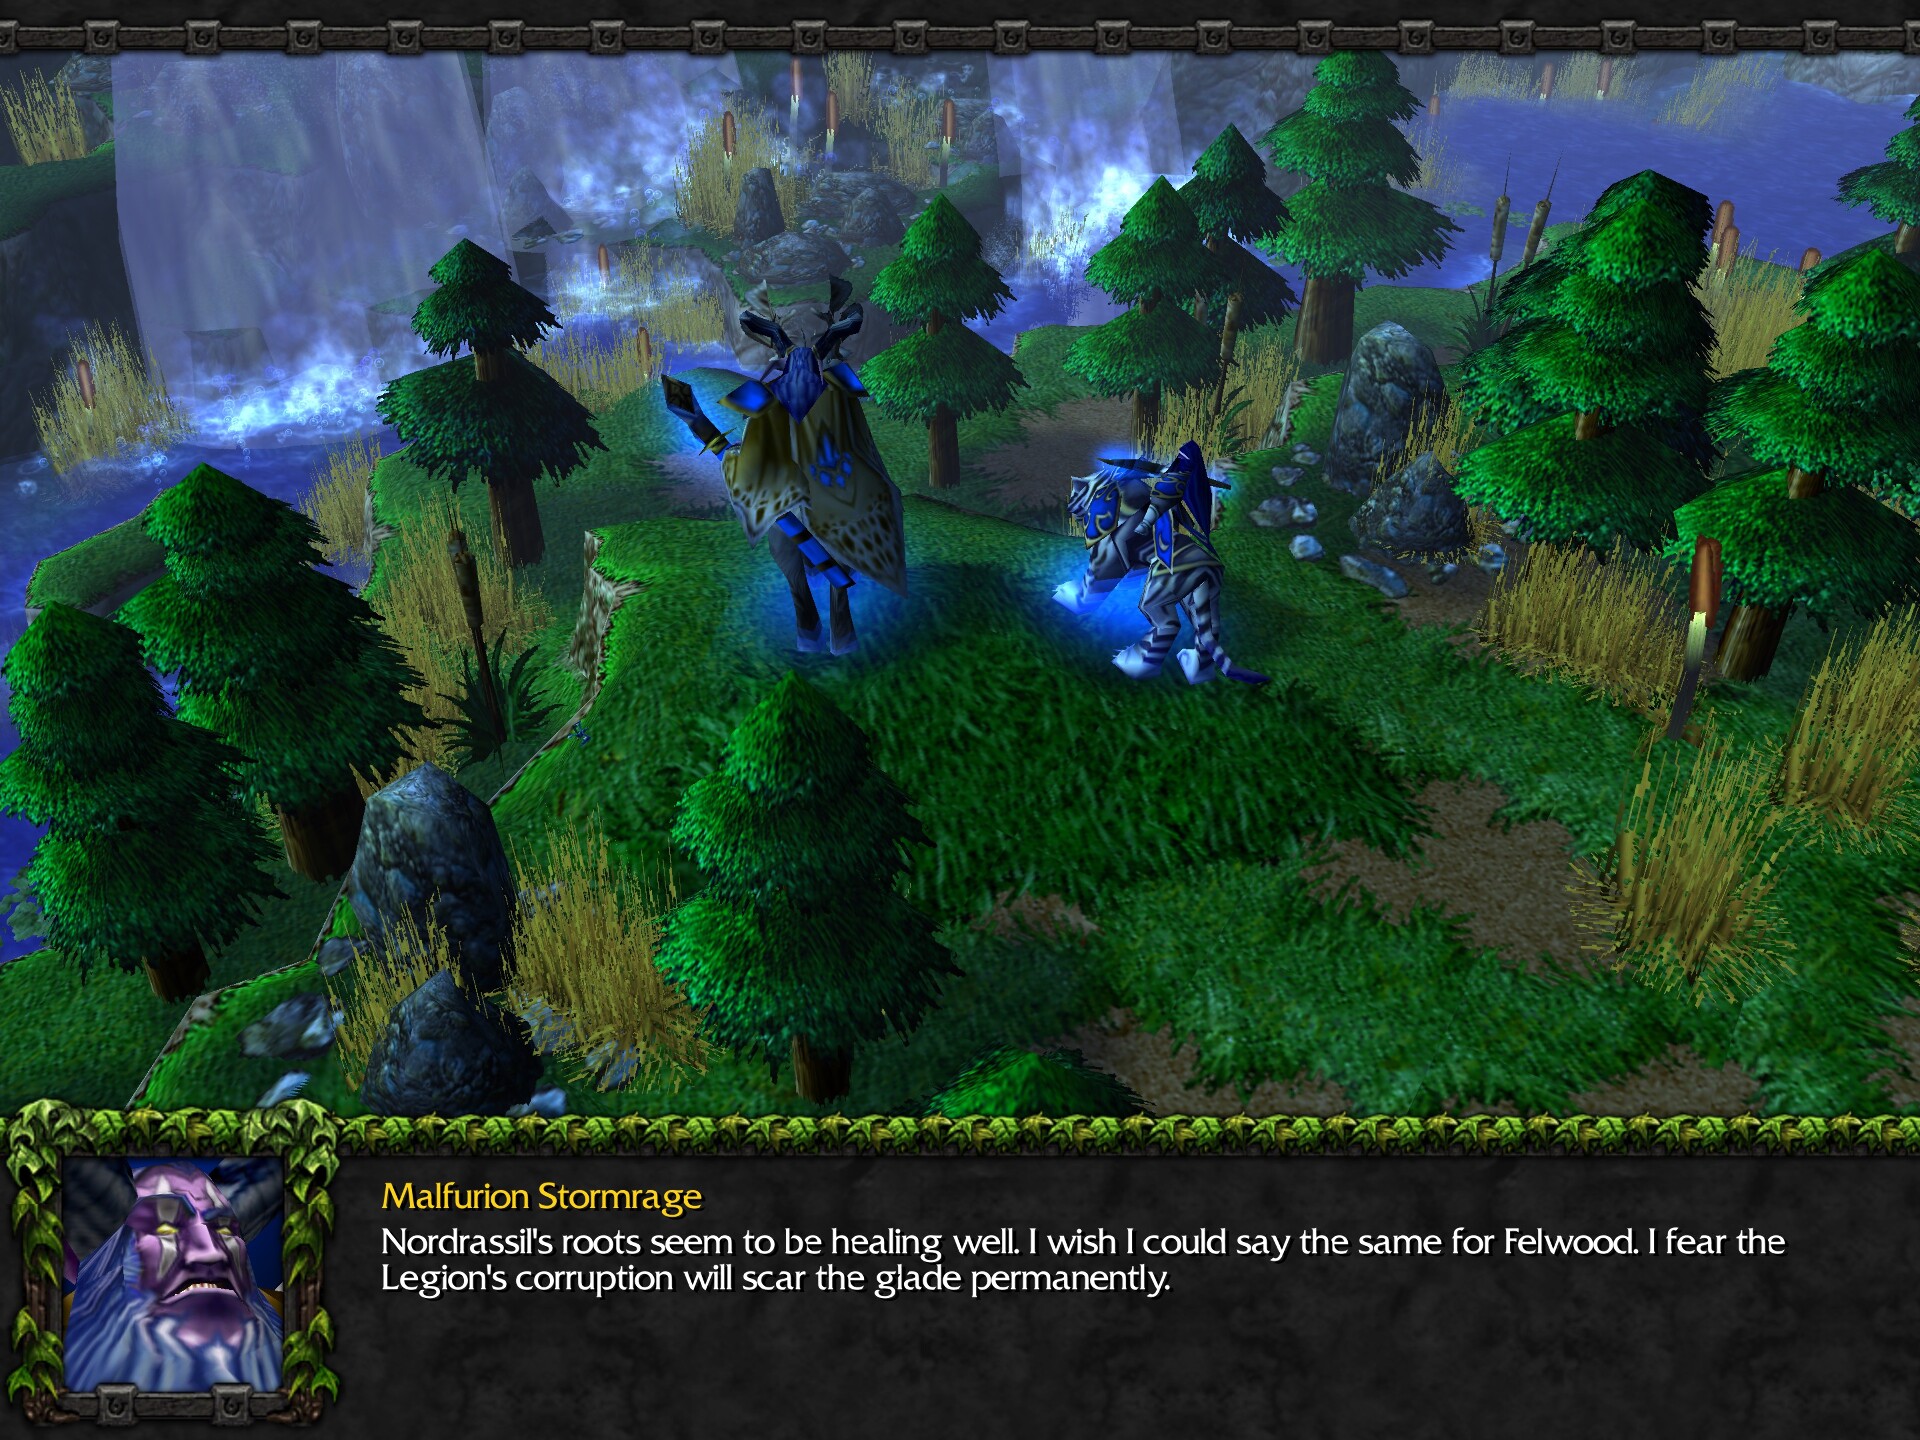 Malfurion Stormrage
Nordrassil's roots seem to be healing well. I wish I could say the same for Felwood. I fear the
Legion's corruption will scar the glade permanently.